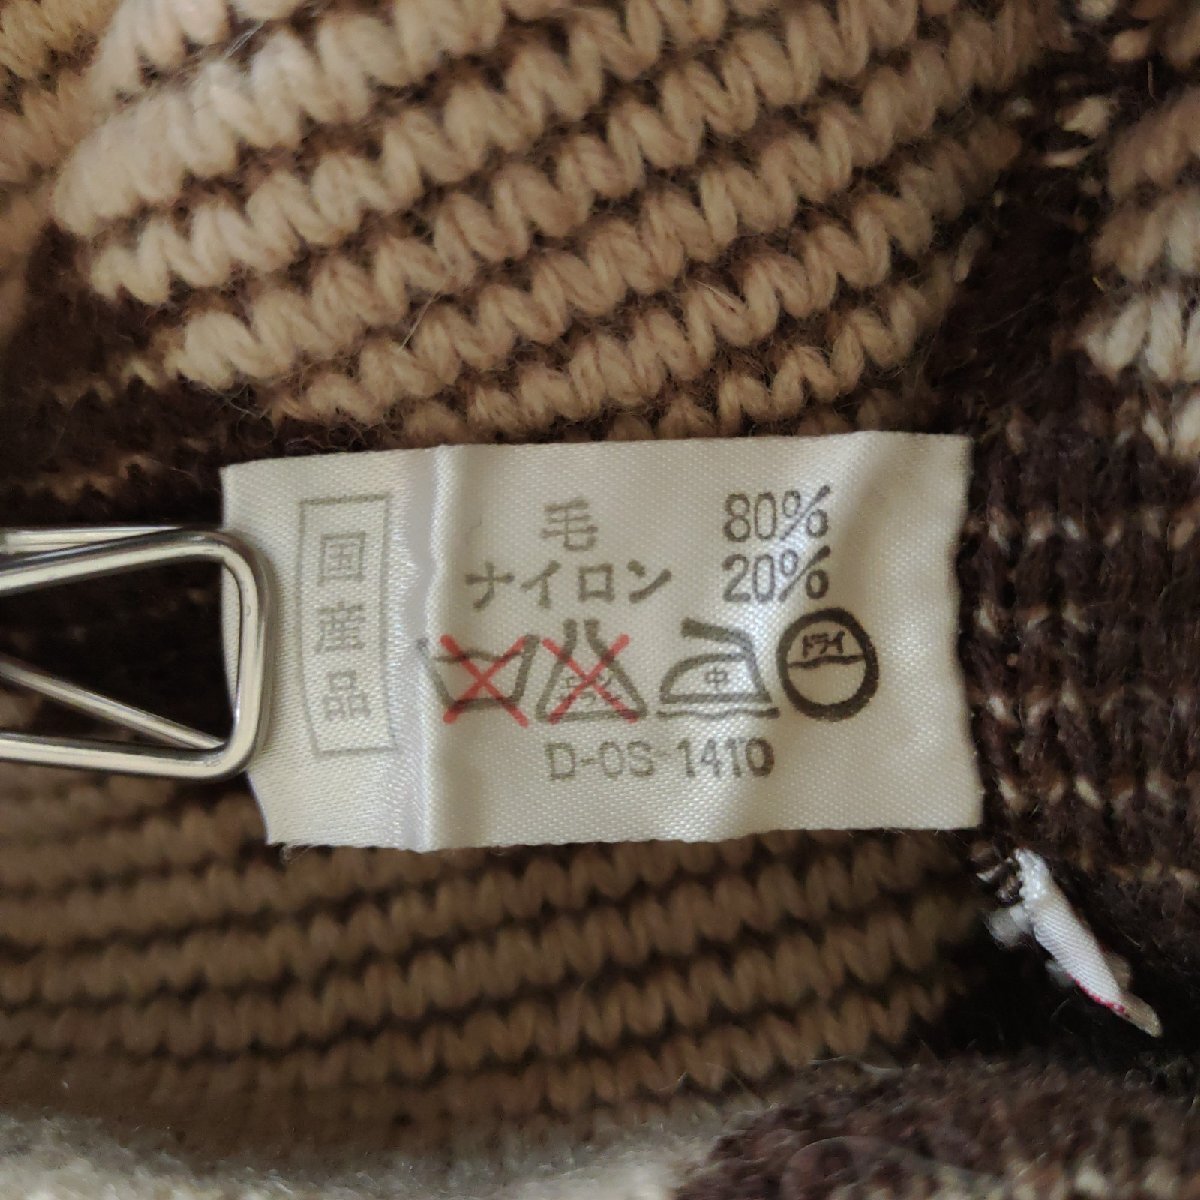 国産品
毛 80%
ナイロン 20%
中
ドライ
D-OS-1410